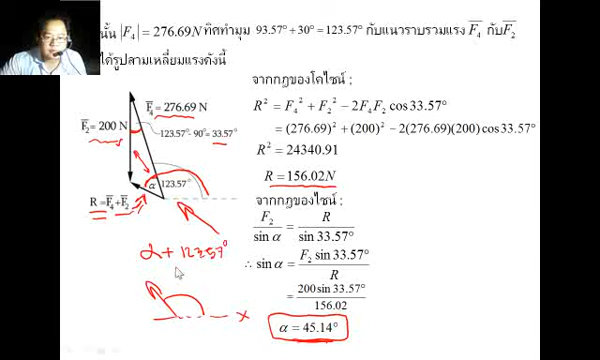 นั้น |F₄| = 276.69N ทิศทำมุม 93.57° + 30° = 123.57° กับแนวราบรวมแรง F₄ กับ F₂
ได้รูปสามเหลี่ยมแรงดังนี้
F₄ = 276.69 N
F₂ = 200 N
123.57° - 90° = 33.57°
α
123.57°
R = F₄ + F₂
α + 123.57°
จากกฎของโคไซน์ ;
R² = F₄² + F₂² − 2F₄F₂ cos 33.57°
= (276.69)² + (200)² − 2(276.69)(200) cos 33.57°
R² = 24340.91
R = 156.02N
จากกฎของไซน์ ;
F₂ / sin α = R / sin 33.57°
∴ sin α = F₂ sin 33.57° / R
= 200 sin 33.57° / 156.02
α = 45.14°